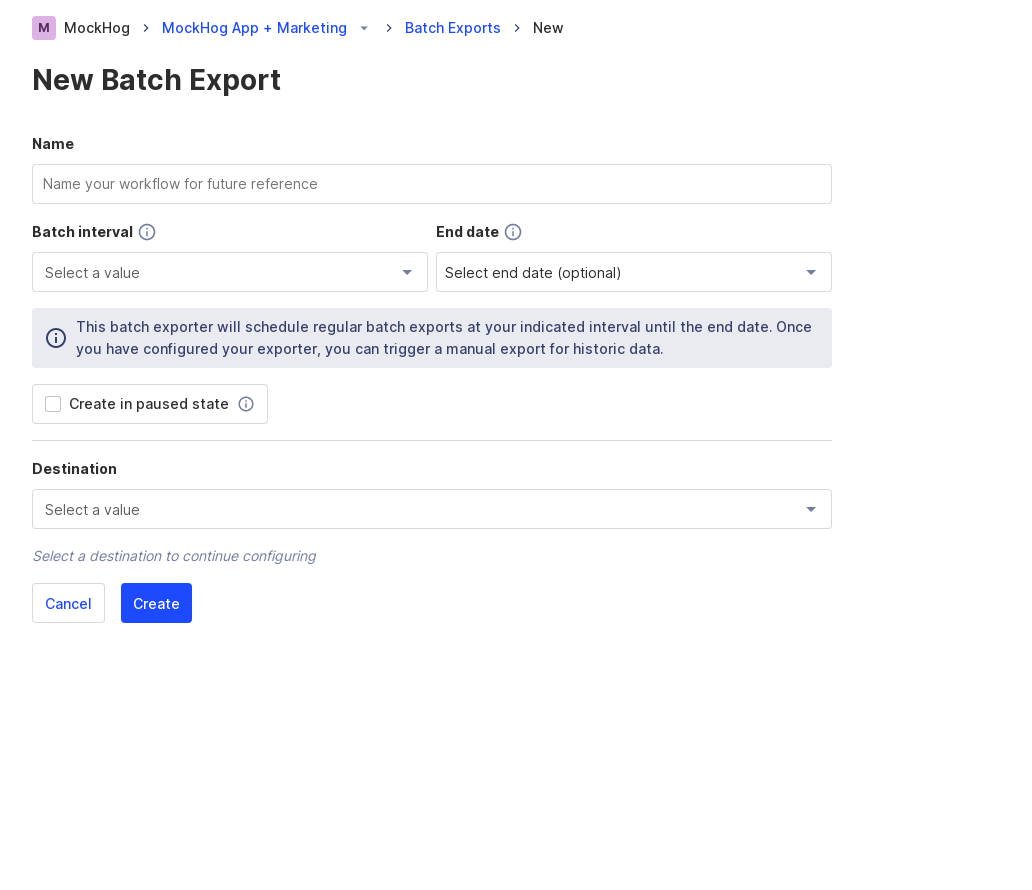 M MockHog MockHog App + Marketing Batch Exports New
New Batch Export
Name
Name your workflow for future reference
Batch interval End date
Select a value Select end date (optional)
This batch exporter will schedule regular batch exports at your indicated interval until the end date. Once
you have configured your exporter, you can trigger a manual export for historic data.
Create in paused state
Destination
Select a value
Select a destination to continue configuring
Cancel Create